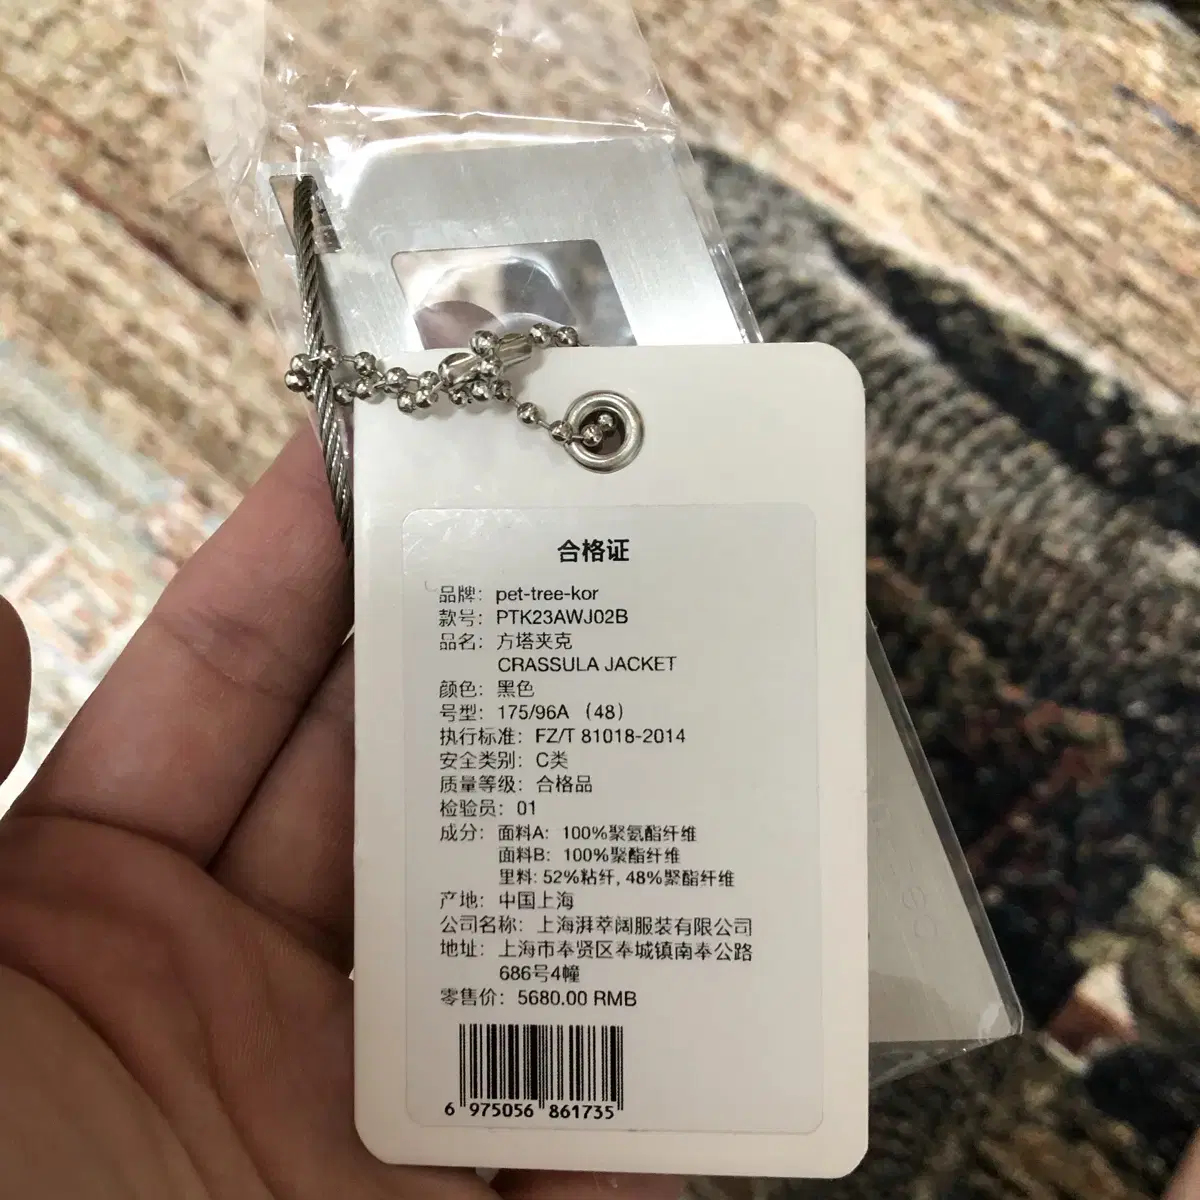 合格证
品牌: pet-tree-kor
款号: PTK23AWJ02B
品名: 方塔夹克
CRASSULA JACKET
颜色: 黑色
号型: 175/96A (48)
执行标准: FZ/T 81018-2014
安全类别: C类
质量等级: 合格品
检验员: 01
成分: 面料A: 100%聚氨酯纤维
面料B: 100%聚酯纤维
里料: 52%粘纤, 48%聚酯纤维
产地: 中国上海
公司名称: 上海湃萃阔服装有限公司
地址: 上海市奉贤区奉城镇南奉公路
686号4幢
零售价: 5680.00 RMB
6 975056 861735